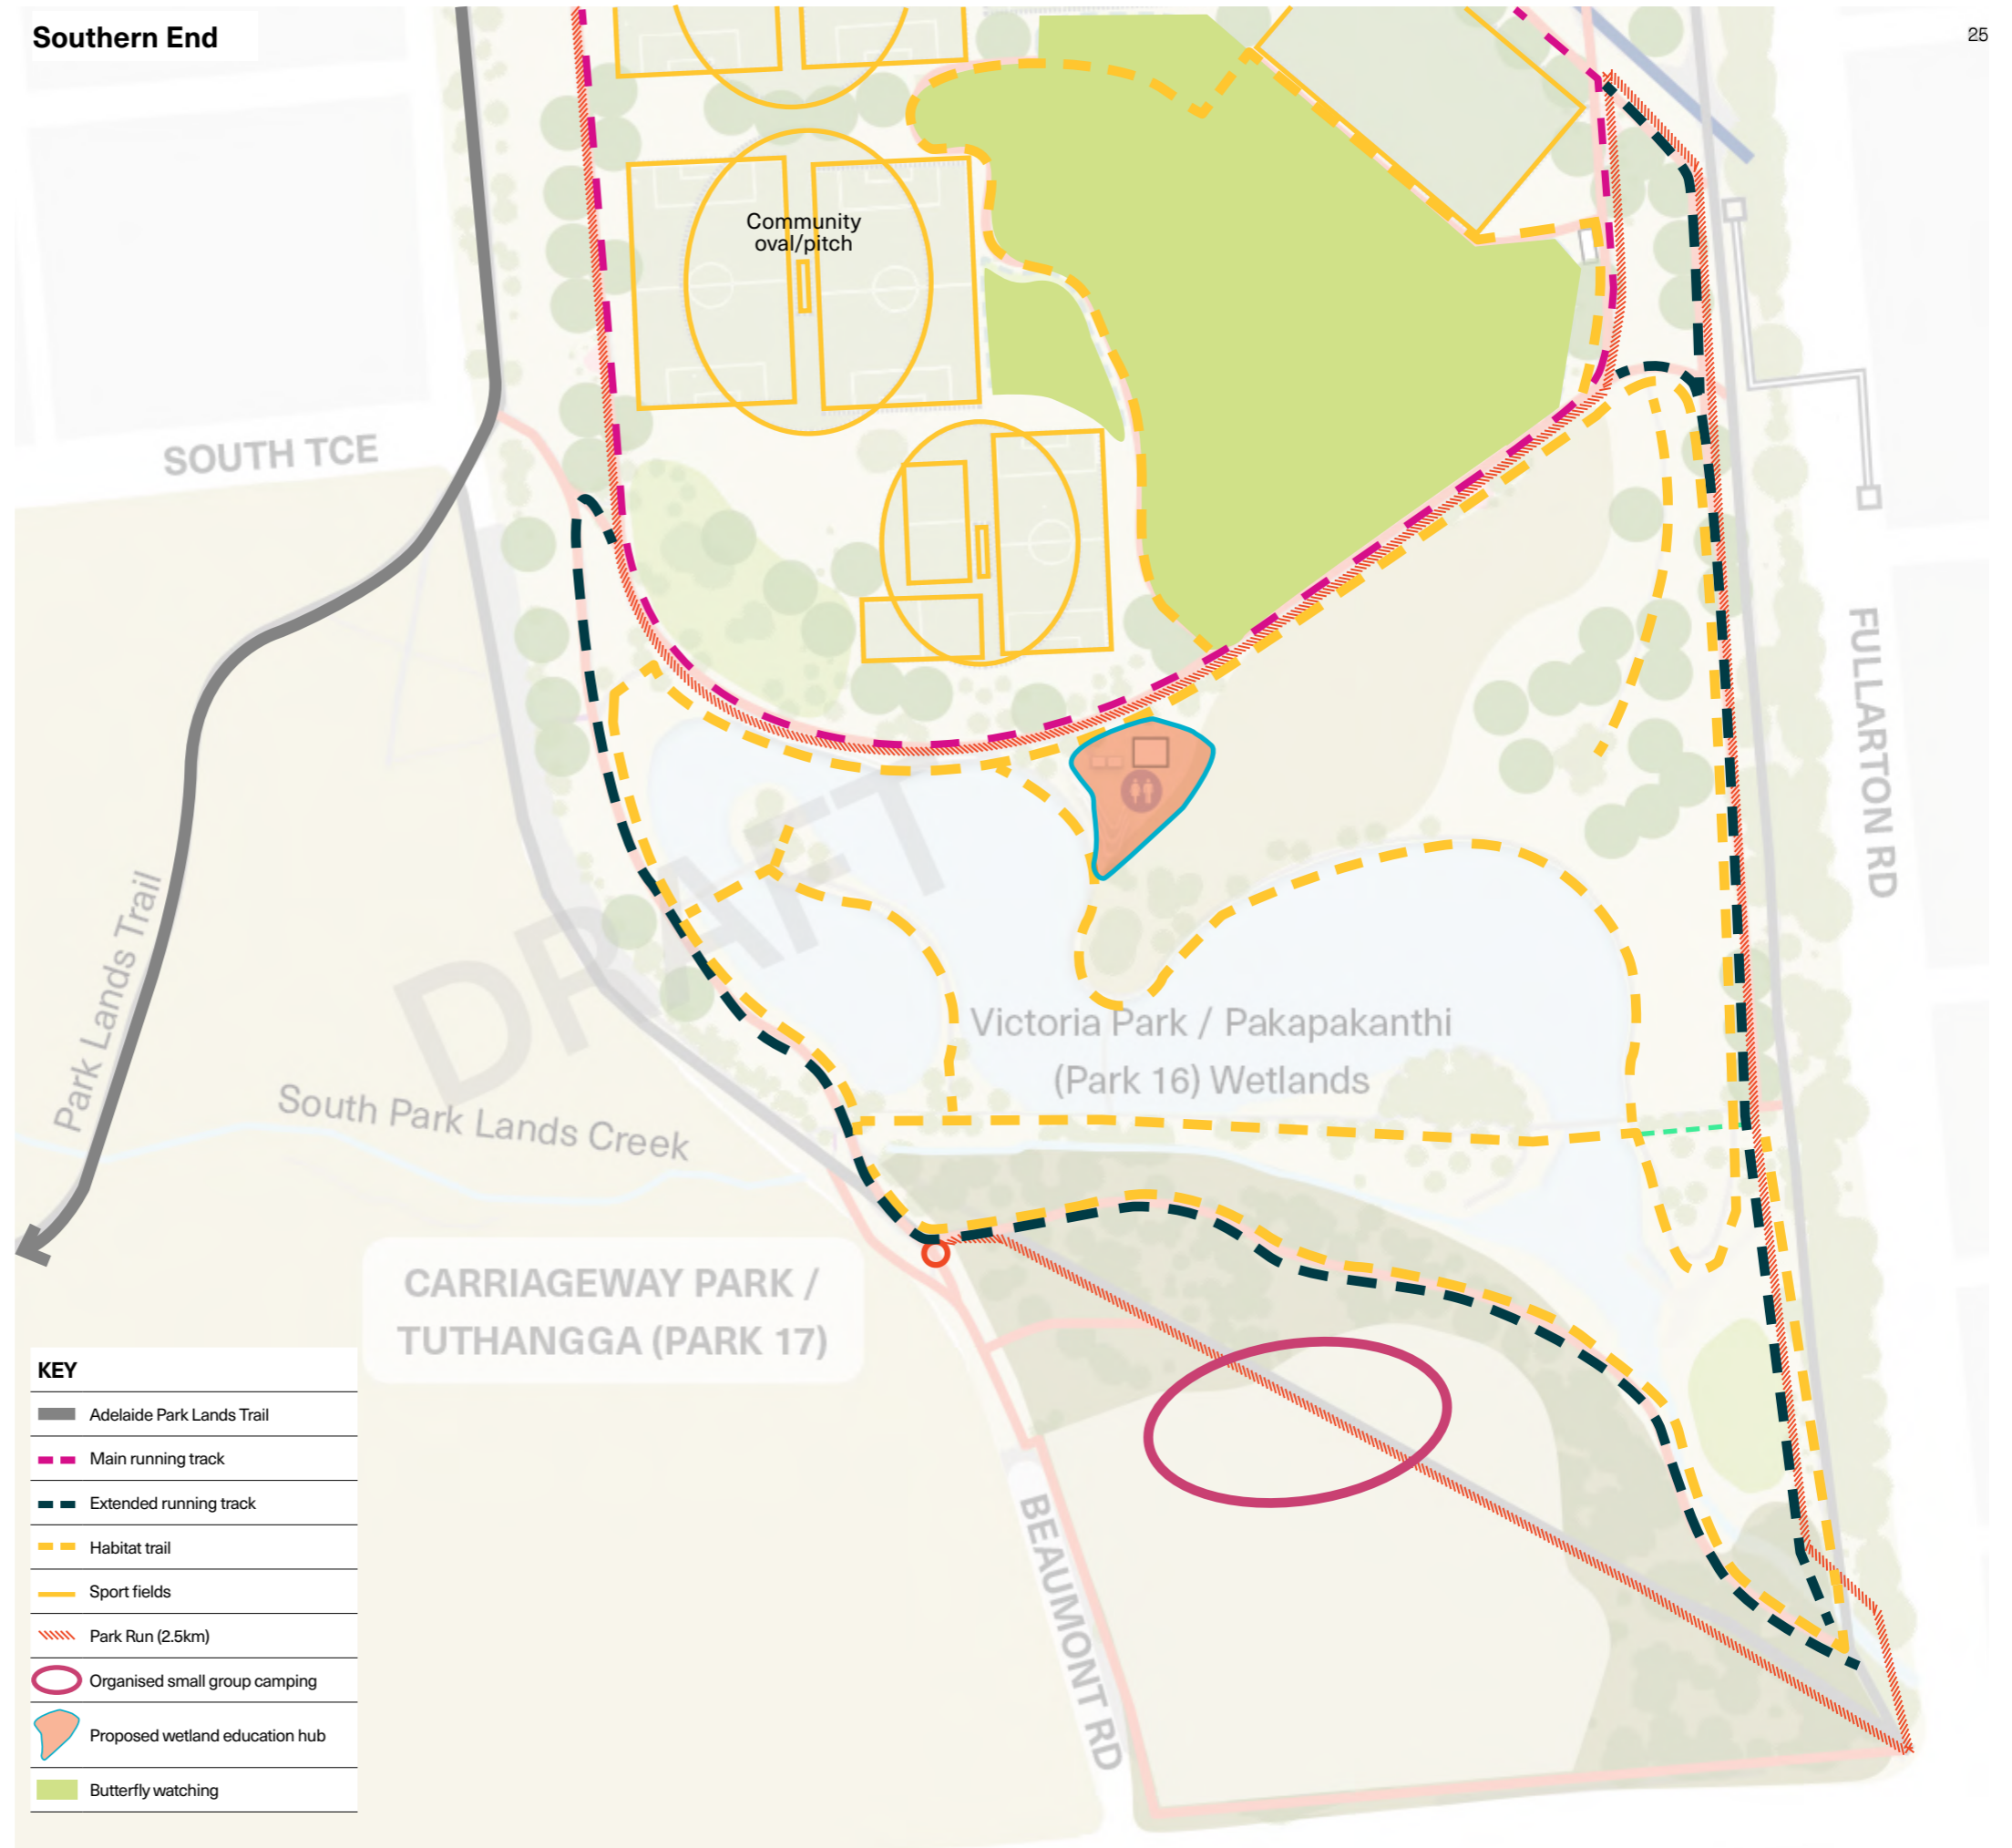 Southern End
25
Community
oval/pitch
SOUTH TCE
FULLARTON RD
Park Lands Trail
DRAFT
South Park Lands Creek
Victoria Park / Pakapakanthi
(Park 16) Wetlands
CARRIAGEWAY PARK /
TUTHANGGA (PARK 17)
BEAUMONT RD
KEY
Adelaide Park Lands Trail
Main running track
Extended running track
Habitat trail
Sport fields
Park Run (2.5km)
Organised small group camping
Proposed wetland education hub
Butterfly watching